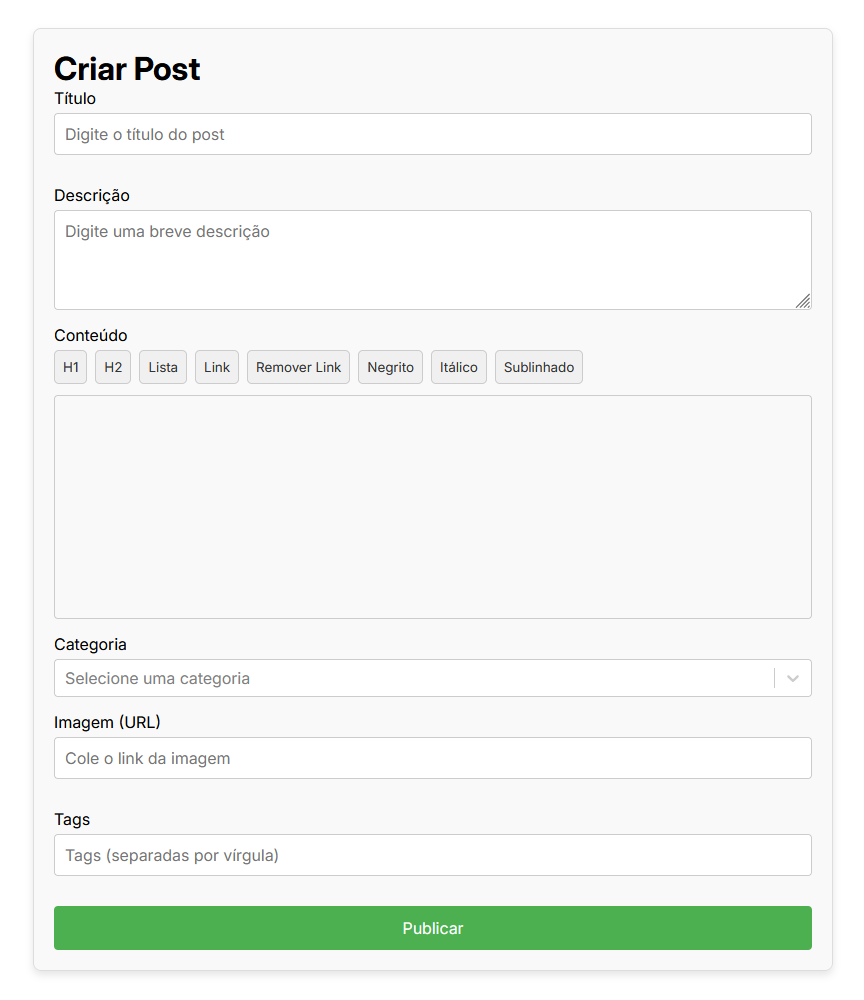 Criar Post
Título
Digite o título do post
Descrição
Digite uma breve descrição
Conteúdo
H1 H2 Lista Link Remover Link Negrito Itálico Sublinhado
Categoria
Selecione uma categoria
Imagem (URL)
Cole o link da imagem
Tags
Tags (separadas por vírgula)
Publicar